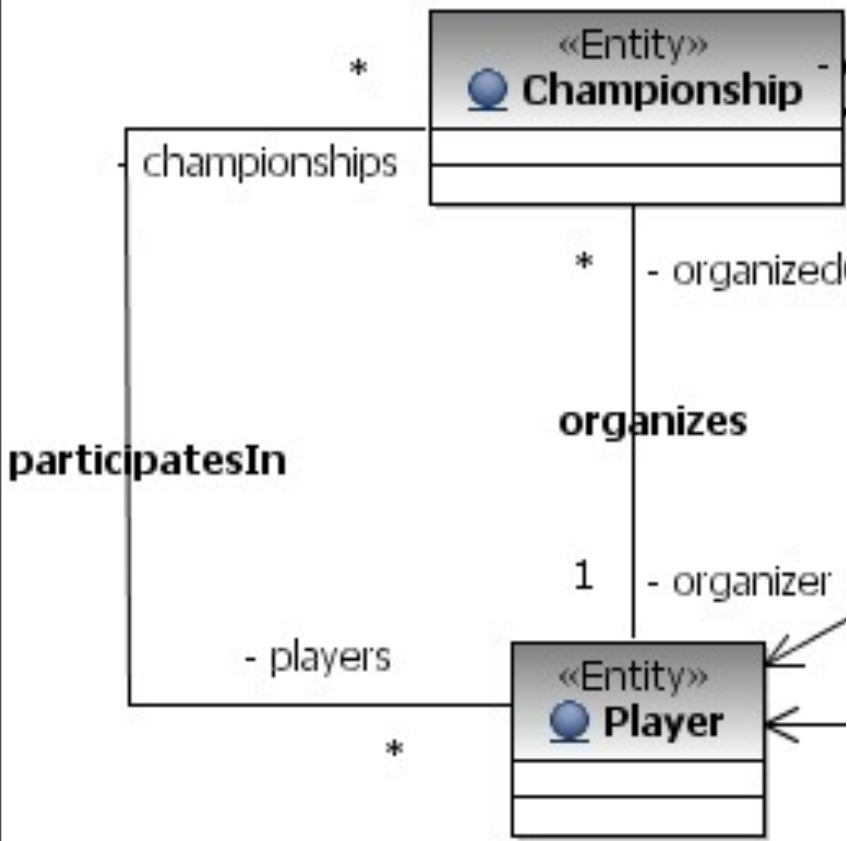 «Entity»
Championship
*
-
- championships
*
- organized
organizes
participatesIn
1
- organizer
- players
«Entity»
Player
*